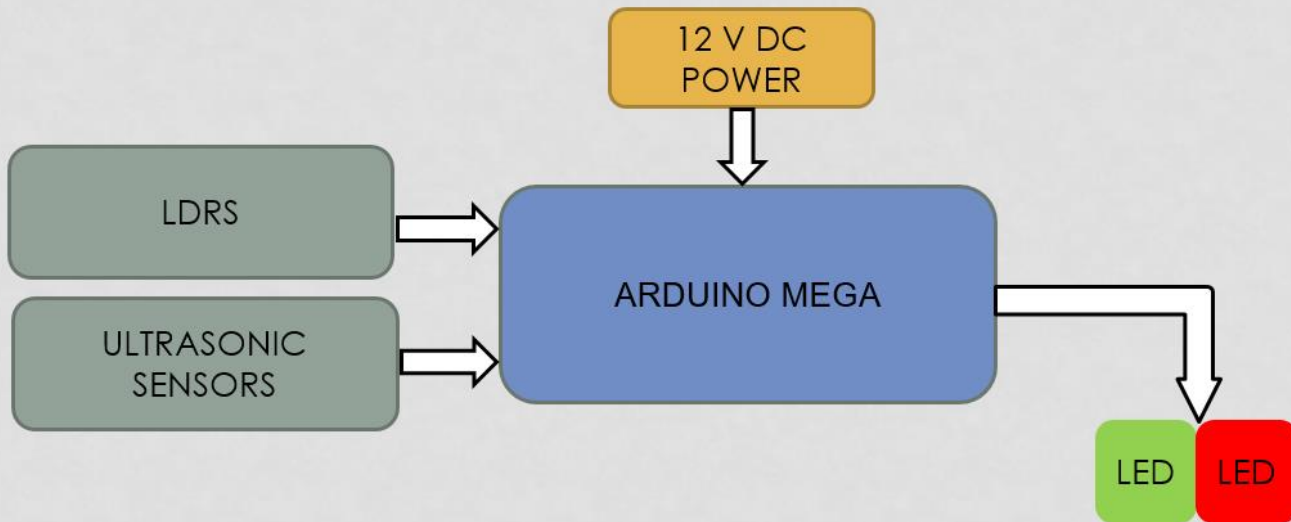 12 V DC
POWER
LDRS
ARDUINO MEGA
ULTRASONIC
SENSORS
LED
LED